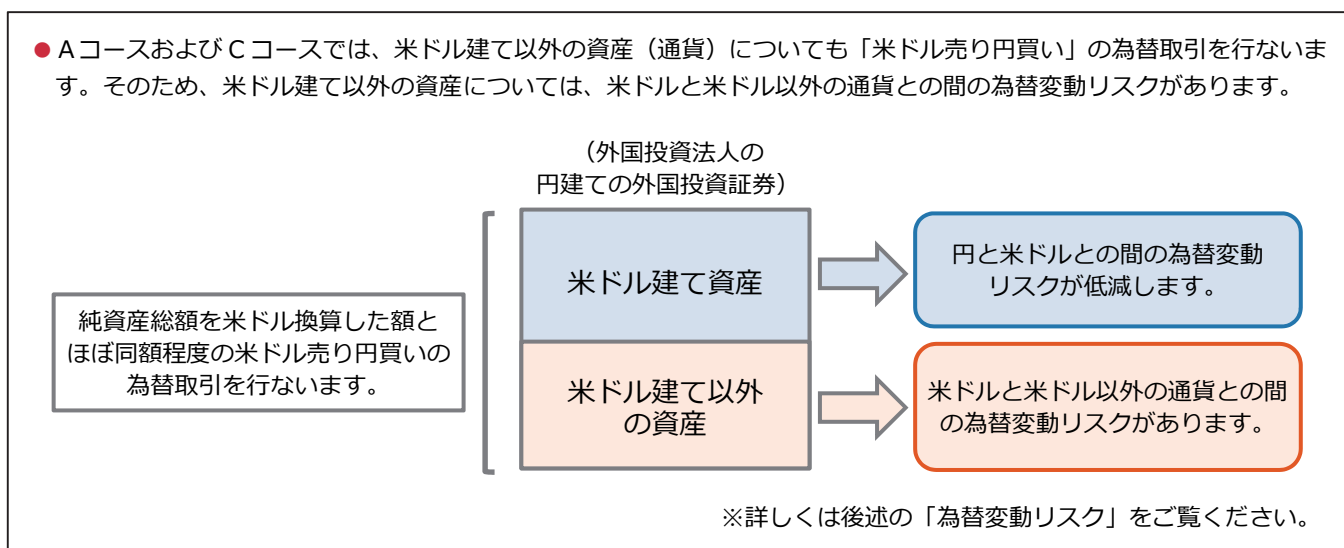 ● AコースおよびCコースでは、米ドル建て以外の資産（通貨）についても「米ドル売り円買い」の為替取引を行ないま
す。そのため、米ドル建て以外の資産については、米ドルと米ドル以外の通貨との間の為替変動リスクがあります。
（外国投資法人の
円建ての外国投資証券）
純資産総額を米ドル換算した額と
ほぼ同額程度の米ドル売り円買いの
為替取引を行ないます。
米ドル建て資産
円と米ドルとの間の為替変動
リスクが低減します。
米ドル建て以外
の資産
米ドルと米ドル以外の通貨との間
の為替変動リスクがあります。
※詳しくは後述の「為替変動リスク」をご覧ください。